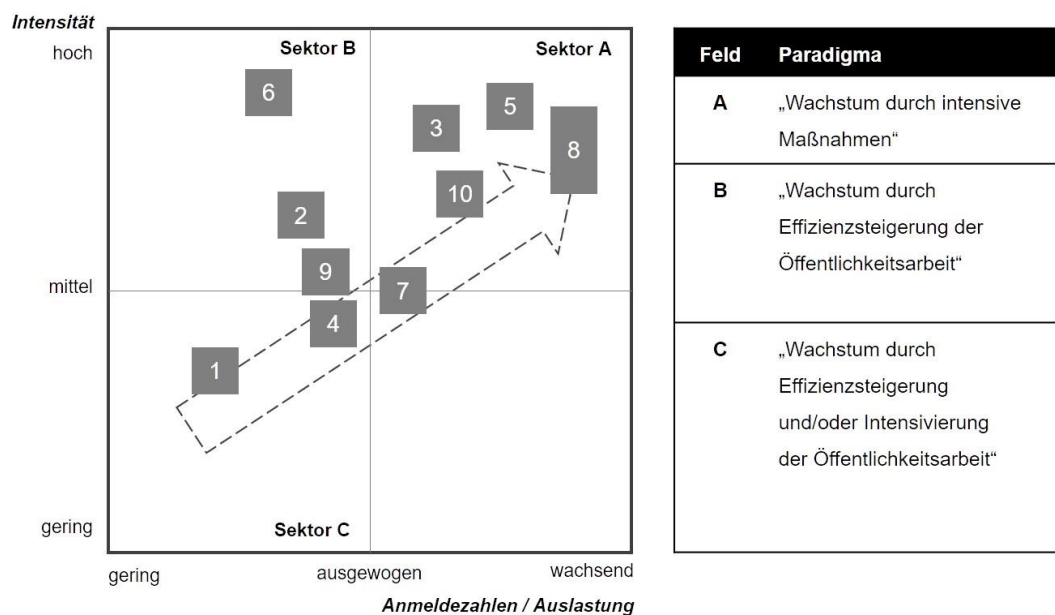 Intensität
hoch
mittel
gering
Sektor B
Sektor A
6
5
3
8
10
2
9
7
4
1
Sektor C
gering
ausgewogen
wachsend
Anmeldezahlen / Auslastung
Feld Paradigma
A „Wachstum durch intensive
Maßnahmen“
B „Wachstum durch
Effizienzsteigerung der
Öffentlichkeitsarbeit“
C „Wachstum durch
Effizienzsteigerung
und/oder Intensivierung
der Öffentlichkeitsarbeit“